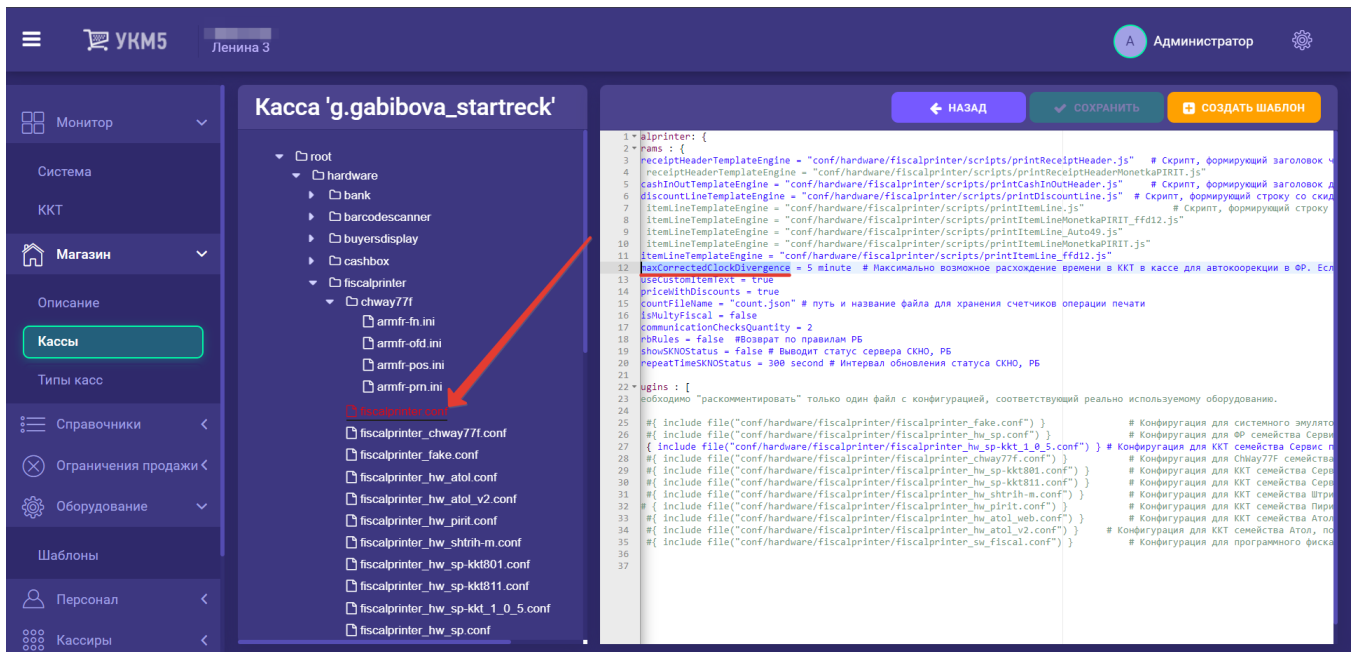 УКМ5
Ленина 3
А
Администратор
Монитор
Система
ККТ
Магазин
Описание
Кассы
Типы касс
Справочники
Ограничения продажи
Оборудование
Шаблоны
Персонал
Кассиры
Касса 'g.gabibova_startreck'
root
hardware
bank
barcodescanner
buyersdisplay
cashbox
fiscalprinter
chway77f
armfr-fn.ini
armfr-ofd.ini
armfr-pos.ini
armfr-prn.ini
fiscalprinter.conf
fiscalprinter_chway77f.conf
fiscalprinter_fake.conf
fiscalprinter_hw_atol.conf
fiscalprinter_hw_atol_v2.conf
fiscalprinter_hw_pirit.conf
fiscalprinter_hw_shtrih-m.conf
fiscalprinter_hw_sp-kkt801.conf
fiscalprinter_hw_sp-kkt811.conf
fiscalprinter_hw_sp-kkt_1_0_5.conf
fiscalprinter_hw_sp.conf
НАЗАД
СОХРАНИТЬ
СОЗДАТЬ ШАБЛОН
1 alprinter: {
2 rams : {
3 receiptHeaderTemplateEngine = "conf/hardware/fiscalprinter/scripts/printReceiptHeader.js" # Скрипт, формирующий заголовок ч
4 receiptHeaderTemplateEngine = "conf/hardware/fiscalprinter/scripts/printReceiptHeaderMonetkaPIRIT.js"
5 cashInOutTemplateEngine = "conf/hardware/fiscalprinter/scripts/printCashInOutHeader.js" # Скрипт, формирующий заголовок д
6 discountLineTemplateEngine = "conf/hardware/fiscalprinter/scripts/printDiscountLine.js" # Скрипт, формирующий строку со скид
7 itemLineTemplateEngine = "conf/hardware/fiscalprinter/scripts/printItemLine.js" # Скрипт, формирующий строку
8 itemLineTemplateEngine = "conf/hardware/fiscalprinter/scripts/printItemLineMonetkaPIRIT_ffd12.js"
9 itemLineTemplateEngine = "conf/hardware/fiscalprinter/scripts/printItemLine_Auto49.js"
10 itemLineTemplateEngine = "conf/hardware/fiscalprinter/scripts/printItemLineMonetkaPIRIT.js"
11 itemLineTemplateEngine = "conf/hardware/fiscalprinter/scripts/printItemLine_ffd12.js"
12 maxCorrectedClockDivergence = 5 minute # Максимально возможное расхождение времени в ККТ в кассе для автокоорекции в ФР. Есл
13 useCustomItemText = true
14 priceWithDiscounts = true
15 countFileName = "count.json" # путь и название файла для хранения счетчиков операции печати
16 isMultyFiscal = false
17 communicationChecksQuantity = 2
18 rbRules = false #Возврат по правилам РБ
19 showSKNOStatus = false # Выводит статус сервера СКНО, РБ
20 repeatTimeSKNOStatus = 300 second # Интервал обновления статуса СКНО, РБ
21
22 ugins : [
23 еобходимо "раскомментировать" только один файл с конфигурацией, соответствующий реально используемому оборудованию.
24
25 #{ include file("conf/hardware/fiscalprinter/fiscalprinter_fake.conf") } # Конфиругация для системного эмулято
26 #{ include file("conf/hardware/fiscalprinter/fiscalprinter_hw_sp.conf") } # Конфиругация для ФР семейства Серви
27 { include file("conf/hardware/fiscalprinter/fiscalprinter_hw_sp-kkt_1_0_5.conf") } # Конфиругация для ККТ семейства Сервис п
28 #{ include file("conf/hardware/fiscalprinter/fiscalprinter_chway77f.conf") } # Конфиругация для ChWay77F семейства
29 #{ include file("conf/hardware/fiscalprinter/fiscalprinter_hw_sp-kkt801.conf") } # Конфиругация для ККТ семейства Серв
30 #{ include file("conf/hardware/fiscalprinter/fiscalprinter_hw_sp-kkt811.conf") } # Конфиругация для ККТ семейства Серв
31 #{ include file("conf/hardware/fiscalprinter/fiscalprinter_hw_shtrih-m.conf") } # Конфиругация для ККТ семейства Штри
32 # { include file("conf/hardware/fiscalprinter/fiscalprinter_hw_pirit.conf") } # Конфиругация для ККТ семейства Пири
33 #{ include file("conf/hardware/fiscalprinter/fiscalprinter_hw_atol_web.conf") } # Конфиругация для ККТ семейства Атол
34 #{ include file("conf/hardware/fiscalprinter/fiscalprinter_hw_atol_v2.conf") } # Конфигурация для ККТ семейства Атол, по
35 #{ include file("conf/hardware/fiscalprinter/fiscalprinter_sw_fiscal.conf") } # Конфигурация для программного фиска
36
37